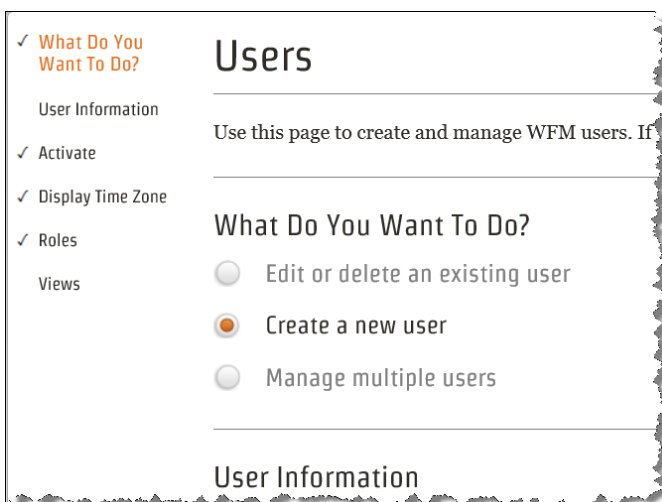 ✓ What Do You
Want To Do?
User Information
✓ Activate
✓ Display Time Zone
✓ Roles
Views
Users
Use this page to create and manage WFM users. If
What Do You Want To Do?
Edit or delete an existing user
Create a new user
Manage multiple users
User Information